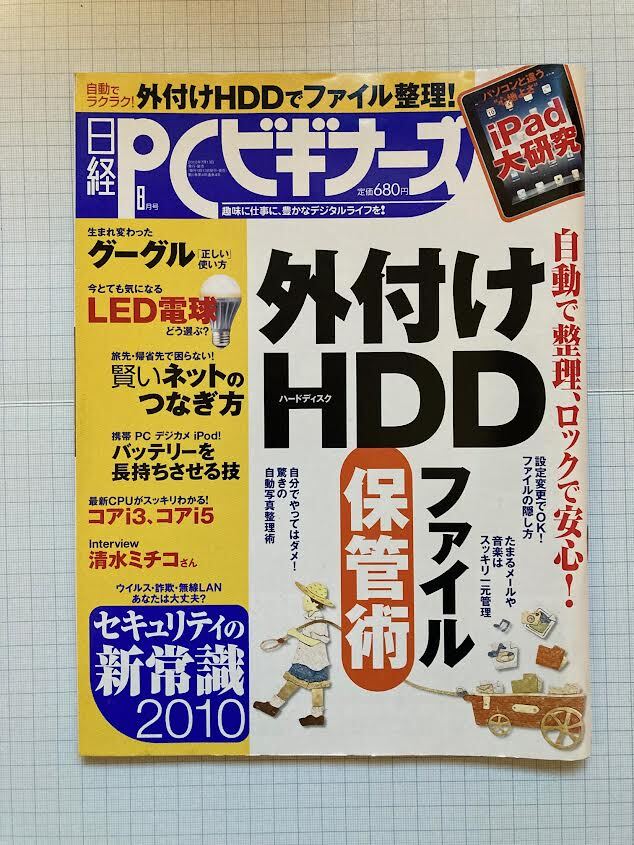 自動で
ラクラク!
外付けHDDでファイル整理!
パソコンと違う
iPad
大研究
日経
PCビギナーズ
8
月号
定価680円
趣味に仕事に、豊かなデジタルライフを!
生まれ変わった
グーグル「正しい」
使い方
今とても気になる
LED電球
どう選ぶ?
旅先・帰省先で困らない!
賢いネットの
つなぎ方
携帯 PC デジカメ iPod!
バッテリーを
長持ちさせる技
最新CPUがスッキリわかる!
コアi3、コアi5
Interview
清水ミチコさん
ウイルス・詐欺・無線LAN
あなたは大丈夫?
セキュリティの
新常識
2010
自動で整理、ロックで安心!
外付け
HDD
ハードディスク
ファイル
保管術
設定変更でOK!
ファイルの隠し方
たまるメールや
音楽は
スッキリ一元管理
自分でやってはダメ!
驚きの
自動写真整理術